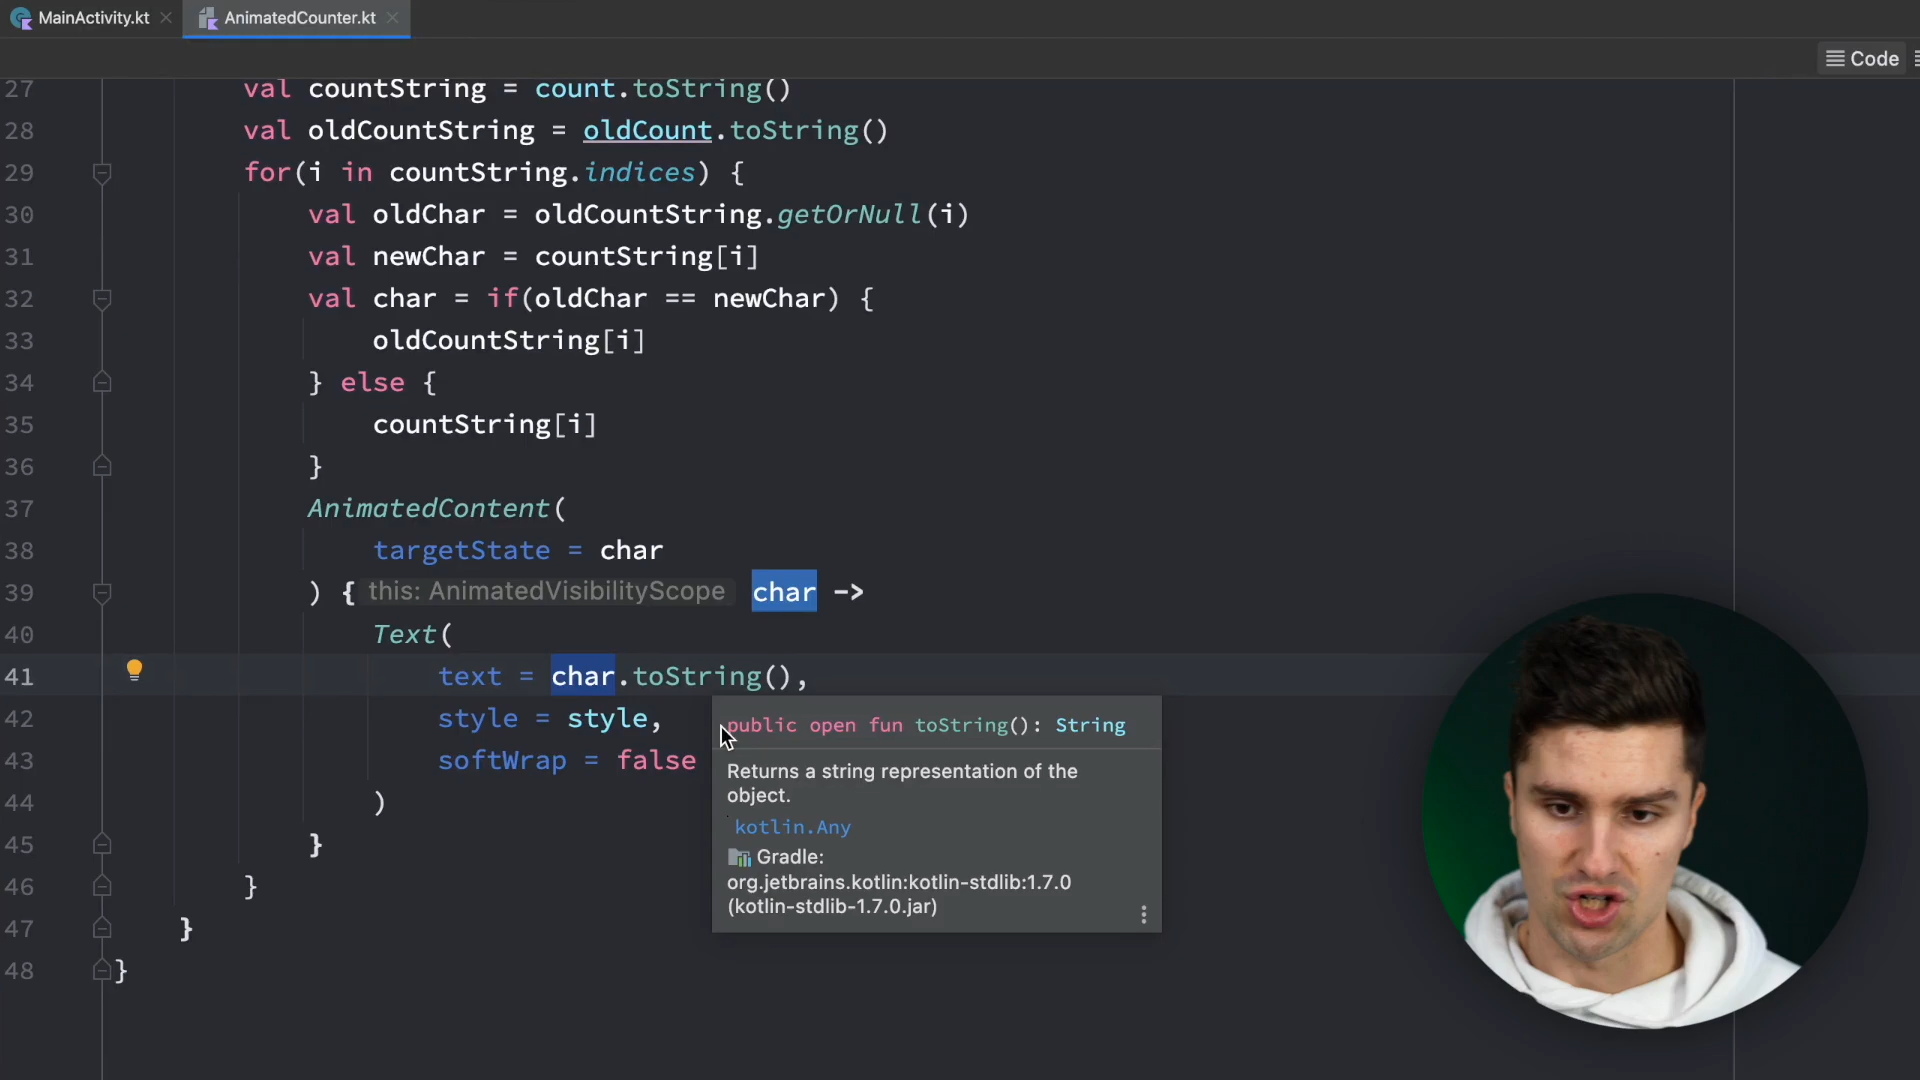 MainActivity.kt
AnimatedCounter.kt
Code
27 val countString = count.toString()
28 val oldCountString = oldCount.toString()
29 for(i in countString.indices) {
30 val oldChar = oldCountString.getOrNull(i)
31 val newChar = countString[i]
32 val char = if(oldChar == newChar) {
33 oldCountString[i]
34 } else {
35 countString[i]
36 }
37 AnimatedContent(
38 targetState = char
39 ) { this: AnimatedVisibilityScope char ->
40 Text(
41 text = char.toString(),
42 style = style,
43 softWrap = false
44 )
45 }
46 }
47 }
48 }
public open fun toString(): String
Returns a string representation of the
object.
kotlin.Any
Gradle:
org.jetbrains.kotlin:kotlin-stdlib:1.7.0
(kotlin-stdlib-1.7.0.jar)